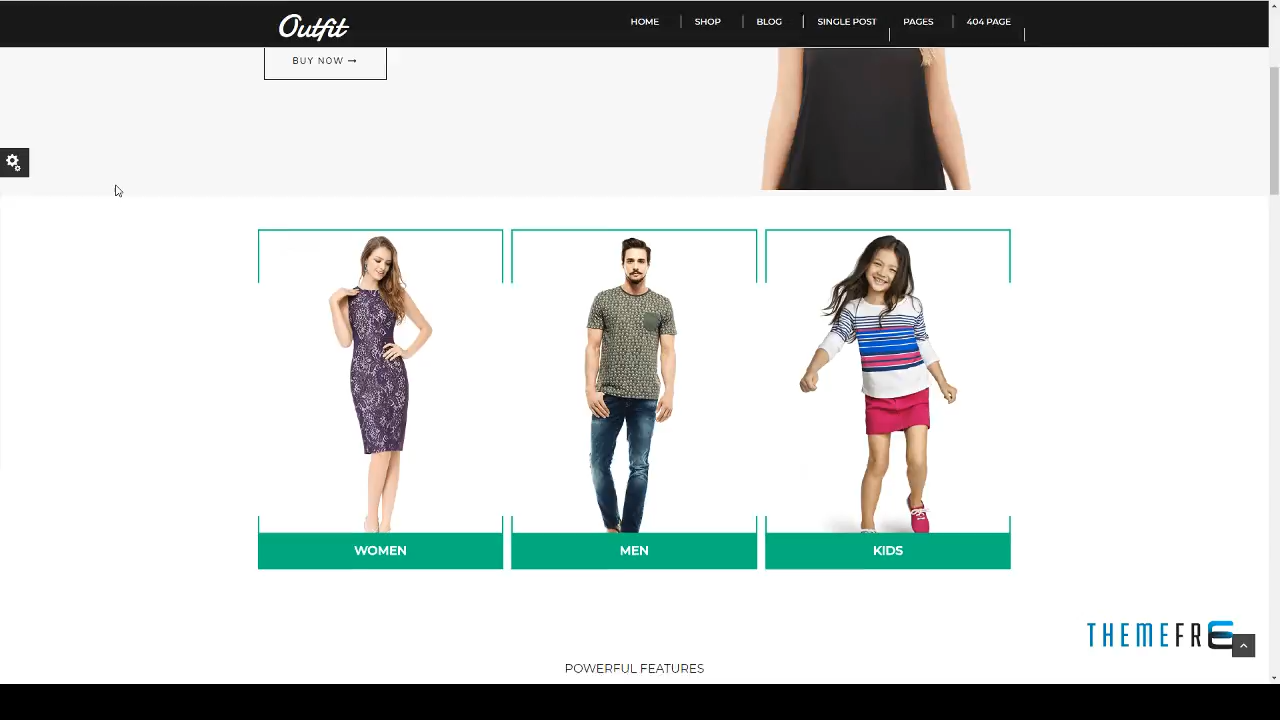 Outfit
HOME SHOP BLOG SINGLE POST PAGES 404 PAGE
BUY NOW →
WOMEN MEN KIDS
THEMEFRE
POWERFUL FEATURES